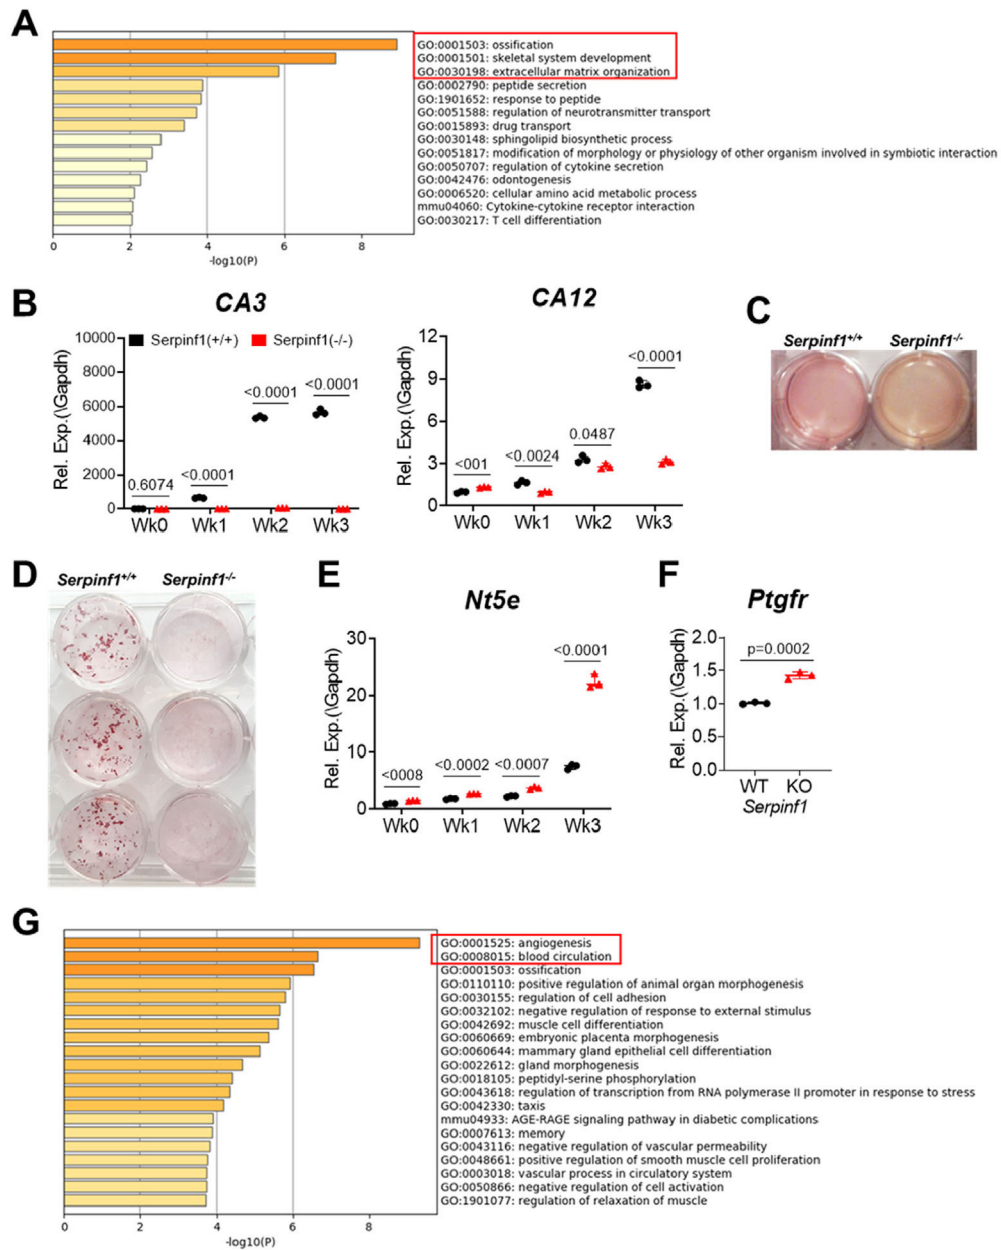 A
GO:0001503: ossification
GO:0001501: skeletal system development
GO:0030198: extracellular matrix organization
GO:0002790: peptide secretion
GO:1901652: response to peptide
GO:0051588: regulation of neurotransmitter transport
GO:0015893: drug transport
GO:0030148: sphingolipid biosynthetic process
GO:0051817: modification of morphology or physiology of other organism involved in symbiotic interaction
GO:0050707: regulation of cytokine secretion
GO:0042476: odontogenesis
GO:0006520: cellular amino acid metabolic process
mmu04060: Cytokine-cytokine receptor interaction
GO:0030217: T cell differentiation
0 2 4 6 8
-log10(P)
B
CA3
Serpinf1(+/+) Serpinf1(-/-)
Rel. Exp.(\Gapdh)
10000
8000
6000
4000
2000
0
0.6074
<0.0001
<0.0001
<0.0001
Wk0 Wk1 Wk2 Wk3
CA12
Rel. Exp.(\Gapdh)
12
9
6
3
0
<001
<0.0024
0.0487
<0.0001
Wk0 Wk1 Wk2 Wk3
C
Serpinf1+/+ Serpinf1-/-
D
Serpinf1+/+ Serpinf1-/-
E
Nt5e
Rel. Exp.(\Gapdh)
30
20
10
0
<0008
<0.0002
<0.0007
<0.0001
Wk0 Wk1 Wk2 Wk3
F
Ptgfr
Rel. Exp.(\Gapdh)
2.0
1.5
1.0
0.5
0.0
p=0.0002
WT KO
Serpinf1
G
GO:0001525: angiogenesis
GO:0008015: blood circulation
GO:0001503: ossification
GO:0110110: positive regulation of animal organ morphogenesis
GO:0030155: regulation of cell adhesion
GO:0032102: negative regulation of response to external stimulus
GO:0042692: muscle cell differentiation
GO:0060669: embryonic placenta morphogenesis
GO:0060644: mammary gland epithelial cell differentiation
GO:0022612: gland morphogenesis
GO:0018105: peptidyl-serine phosphorylation
GO:0043618: regulation of transcription from RNA polymerase II promoter in response to stress
GO:0042330: taxis
mmu04933: AGE-RAGE signaling pathway in diabetic complications
GO:0007613: memory
GO:0043116: negative regulation of vascular permeability
GO:0048661: positive regulation of smooth muscle cell proliferation
GO:0003018: vascular process in circulatory system
GO:0050866: negative regulation of cell activation
GO:1901077: regulation of relaxation of muscle
0 2 4 6 8
-log10(P)